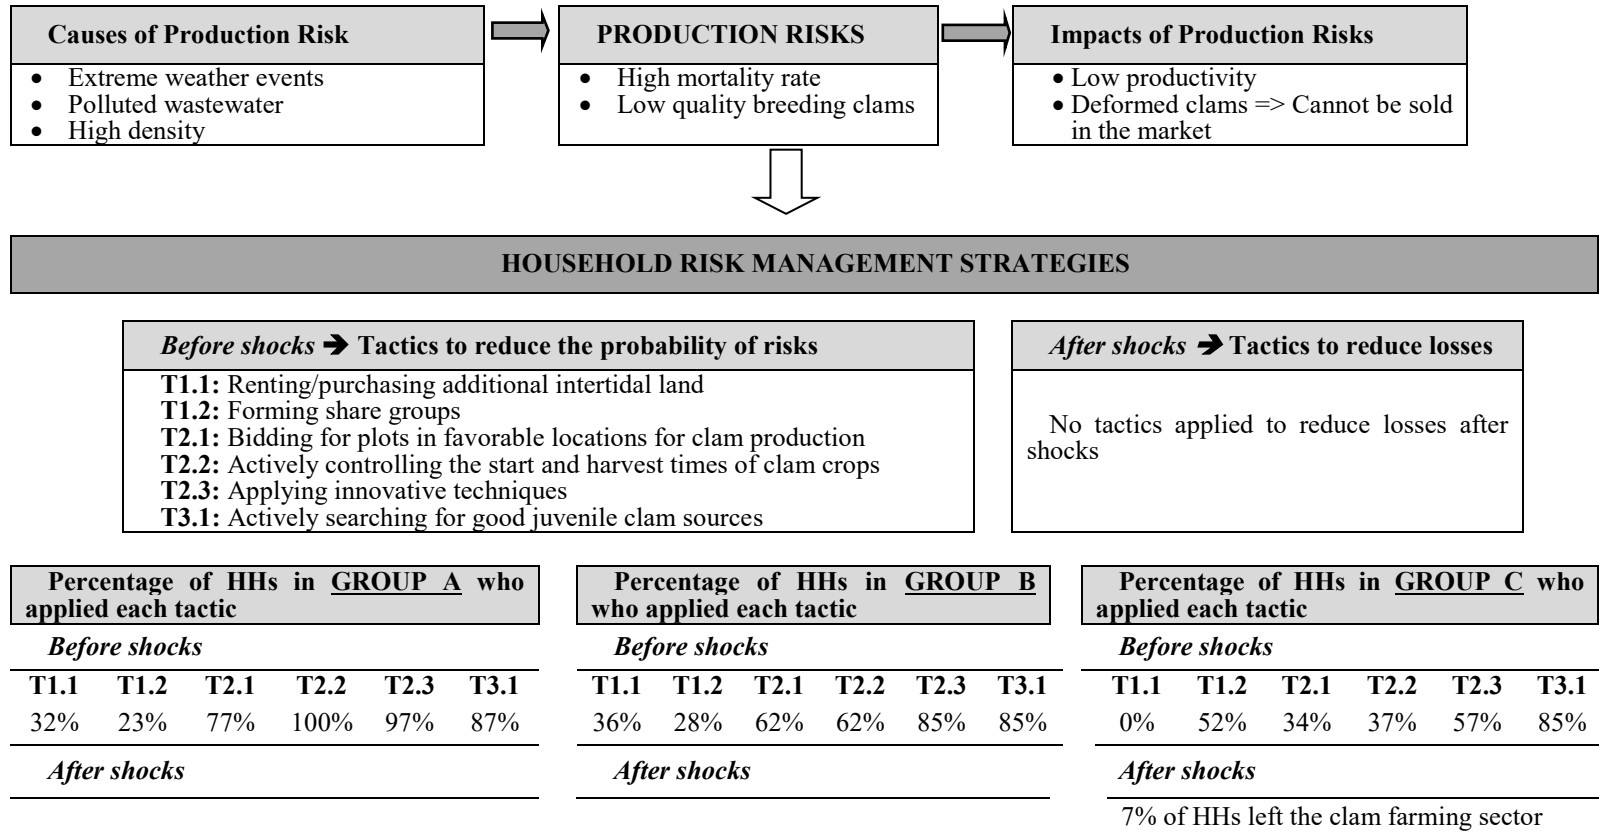 Causes of Production Risk
• Extreme weather events
• Polluted wastewater
• High density
PRODUCTION RISKS
• High mortality rate
• Low quality breeding clams
Impacts of Production Risks
• Low productivity
• Deformed clams => Cannot be sold
in the market
HOUSEHOLD RISK MANAGEMENT STRATEGIES
Before shocks ➔ Tactics to reduce the probability of risks
T1.1: Renting/purchasing additional intertidal land
T1.2: Forming share groups
T2.1: Bidding for plots in favorable locations for clam production
T2.2: Actively controlling the start and harvest times of clam crops
T2.3: Applying innovative techniques
T3.1: Actively searching for good juvenile clam sources
After shocks ➔ Tactics to reduce losses
No tactics applied to reduce losses after
shocks
Percentage of HHs in GROUP A who
applied each tactic
Before shocks
T1.1 T1.2 T2.1 T2.2 T2.3 T3.1
32% 23% 77% 100% 97% 87%
After shocks
Percentage of HHs in GROUP B
who applied each tactic
Before shocks
T1.1 T1.2 T2.1 T2.2 T2.3 T3.1
36% 28% 62% 62% 85% 85%
After shocks
Percentage of HHs in GROUP C who
applied each tactic
Before shocks
T1.1 T1.2 T2.1 T2.2 T2.3 T3.1
0% 52% 34% 37% 57% 85%
After shocks
7% of HHs left the clam farming sector